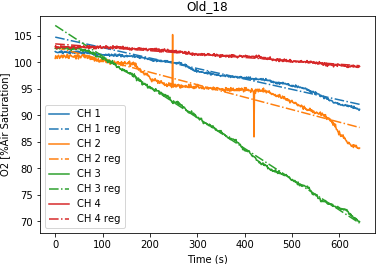 Old_18
O2 [%Air Saturation]
105
100
95
90
85
80
75
70
CH 1
CH 1 reg
CH 2
CH 2 reg
CH 3
CH 3 reg
CH 4
CH 4 reg
0 100 200 300 400 500 600
Time (s)